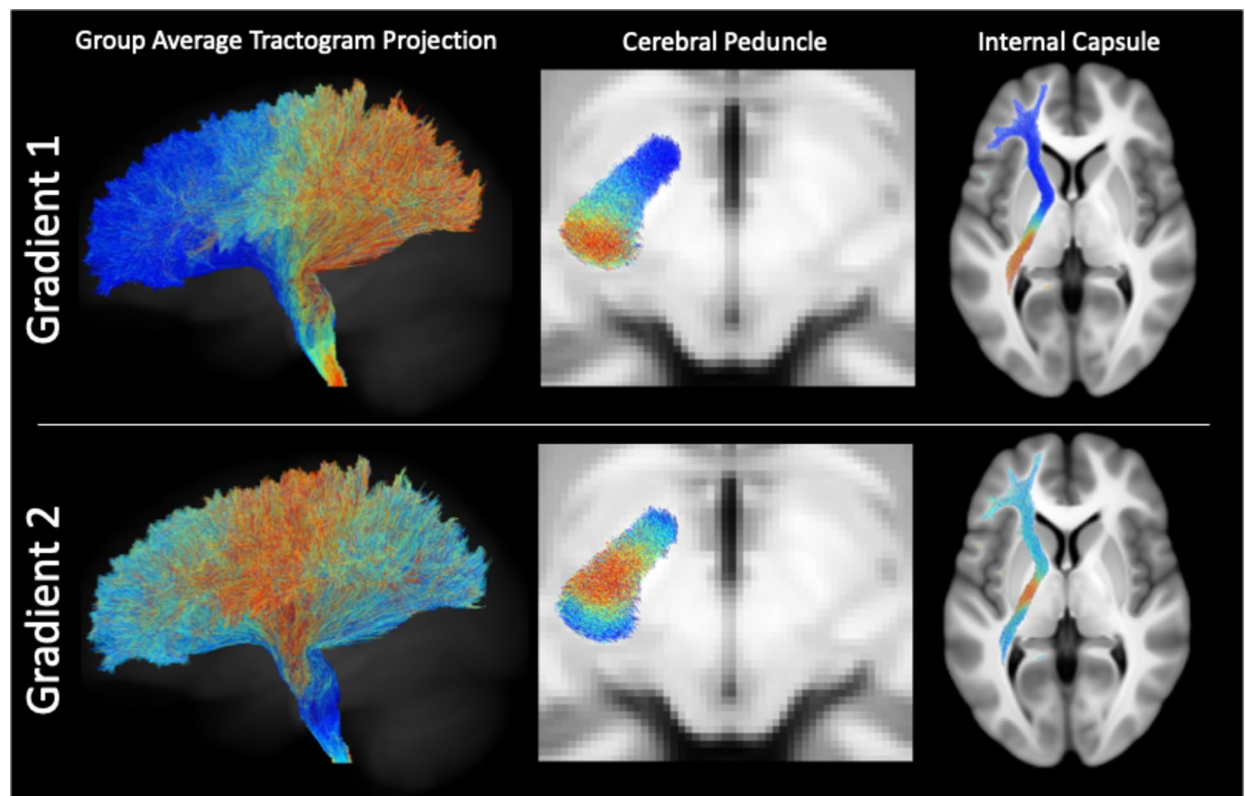 Group Average Tractogram Projection
Cerebral Peduncle
Internal Capsule
Gradient 1
Gradient 2